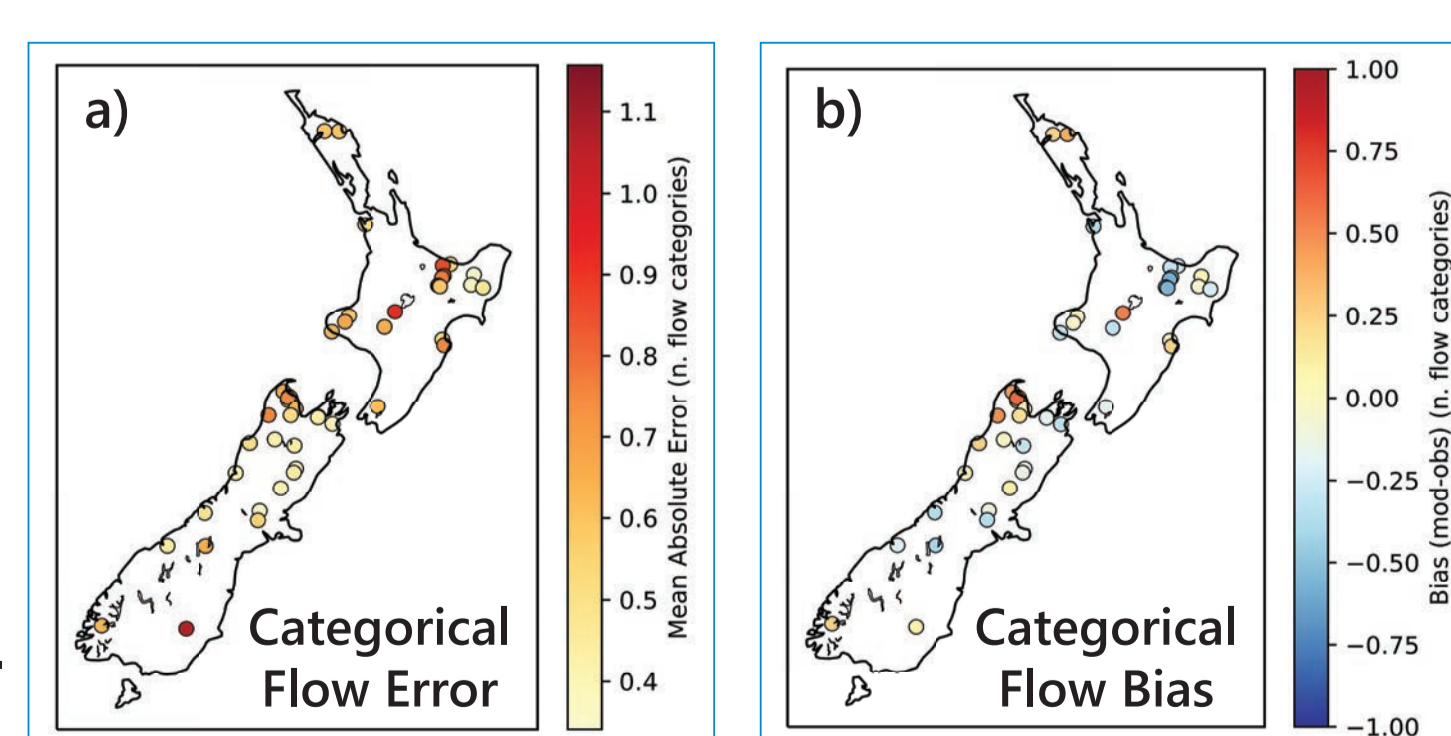 a)
Categorical
Flow Error
1.1
1.0
0.9
0.8
0.7
0.6
0.5
0.4
Mean Absolute Error (n. flow categories)
b)
Categorical
Flow Bias
1.00
0.75
0.50
0.25
0.00
−0.25
−0.50
−0.75
−1.00
Bias (mod-obs) (n. flow categories)